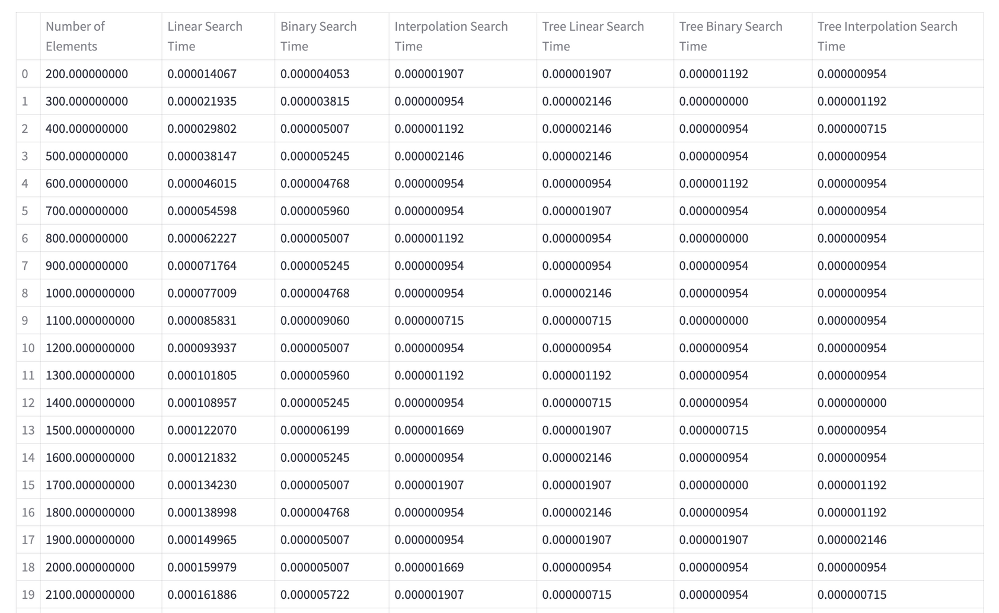 Number of Elements Linear Search Time Binary Search Time Interpolation Search Time Tree Linear Search Time Tree Binary Search Time Tree Interpolation Search Time
0 200.000000000 0.000014067 0.000004053 0.000001907 0.000001907 0.000001192 0.000000954
1 300.000000000 0.000021935 0.000003815 0.000000954 0.000002146 0.000000000 0.000001192
2 400.000000000 0.000029802 0.000005007 0.000001192 0.000002146 0.000000954 0.000000715
3 500.000000000 0.000038147 0.000005245 0.000002146 0.000002146 0.000000954 0.000000954
4 600.000000000 0.000046015 0.000004768 0.000000954 0.000000954 0.000001192 0.000000954
5 700.000000000 0.000054598 0.000005960 0.000000954 0.000001907 0.000000954 0.000000954
6 800.000000000 0.000062227 0.000005007 0.000001192 0.000000954 0.000000000 0.000000954
7 900.000000000 0.000071764 0.000005245 0.000000954 0.000000954 0.000000954 0.000000954
8 1000.000000000 0.000077009 0.000004768 0.000000954 0.000002146 0.000000954 0.000000954
9 1100.000000000 0.000085831 0.000009060 0.000000715 0.000000715 0.000000000 0.000000954
10 1200.000000000 0.000093937 0.000005007 0.000000954 0.000000954 0.000000954 0.000000954
11 1300.000000000 0.000101805 0.000005960 0.000001192 0.000001192 0.000000954 0.000000954
12 1400.000000000 0.000108957 0.000005245 0.000000954 0.000000715 0.000000954 0.000000000
13 1500.000000000 0.000122070 0.000006199 0.000001669 0.000001907 0.000000715 0.000000954
14 1600.000000000 0.000121832 0.000005245 0.000000954 0.000002146 0.000000954 0.000000954
15 1700.000000000 0.000134230 0.000005007 0.000001907 0.000001907 0.000000000 0.000001192
16 1800.000000000 0.000138998 0.000004768 0.000000954 0.000002146 0.000000954 0.000001192
17 1900.000000000 0.000149965 0.000005007 0.000000954 0.000001907 0.000001907 0.000002146
18 2000.000000000 0.000159979 0.000005007 0.000001669 0.000000954 0.000000954 0.000000954
19 2100.000000000 0.000161886 0.000005722 0.000001907 0.000000715 0.000000954 0.000000715